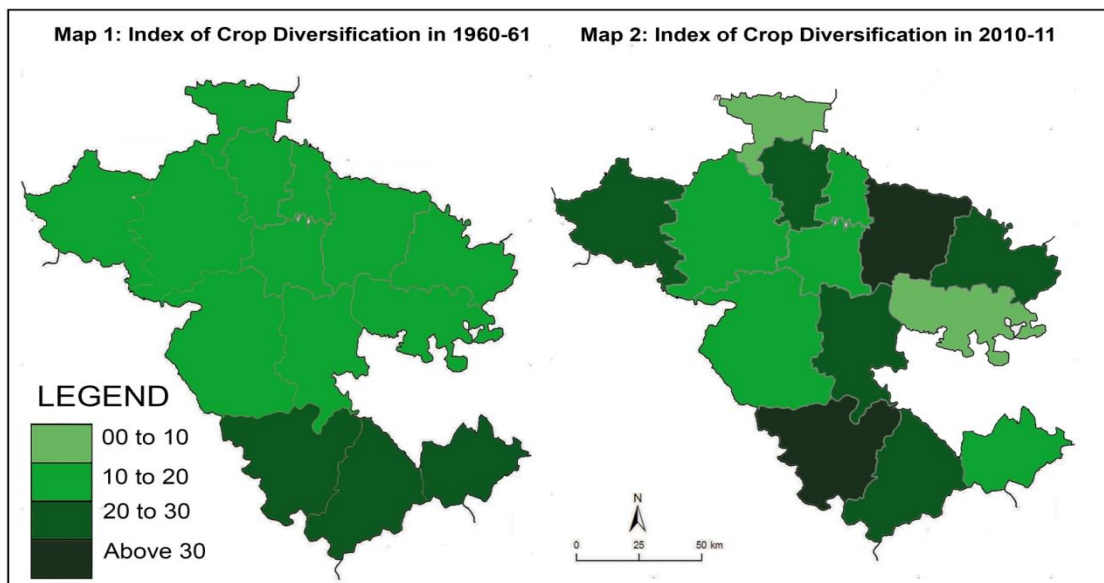 Map 1: Index of Crop Diversification in 1960-61
Map 2: Index of Crop Diversification in 2010-11
LEGEND
00 to 10
10 to 20
20 to 30
Above 30
N
0 25 50 km